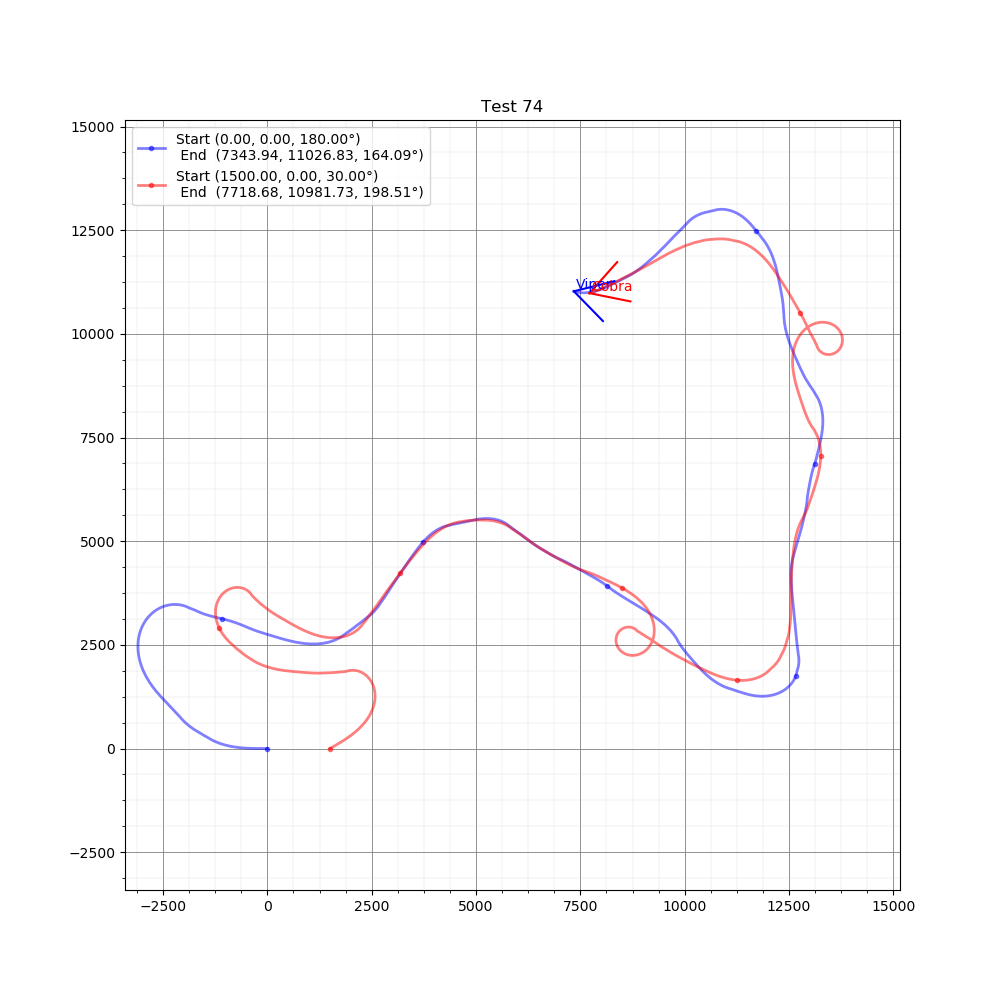 Test 74
Start (0.00, 0.00, 180.00°)
End (7343.94, 11026.83, 164.09°)
Start (1500.00, 0.00, 30.00°)
End (7718.68, 10981.73, 198.51°)
15000
12500
10000
7500
5000
2500
0
−2500
Viper
Cobra
−2500 0 2500 5000 7500 10000 12500 15000